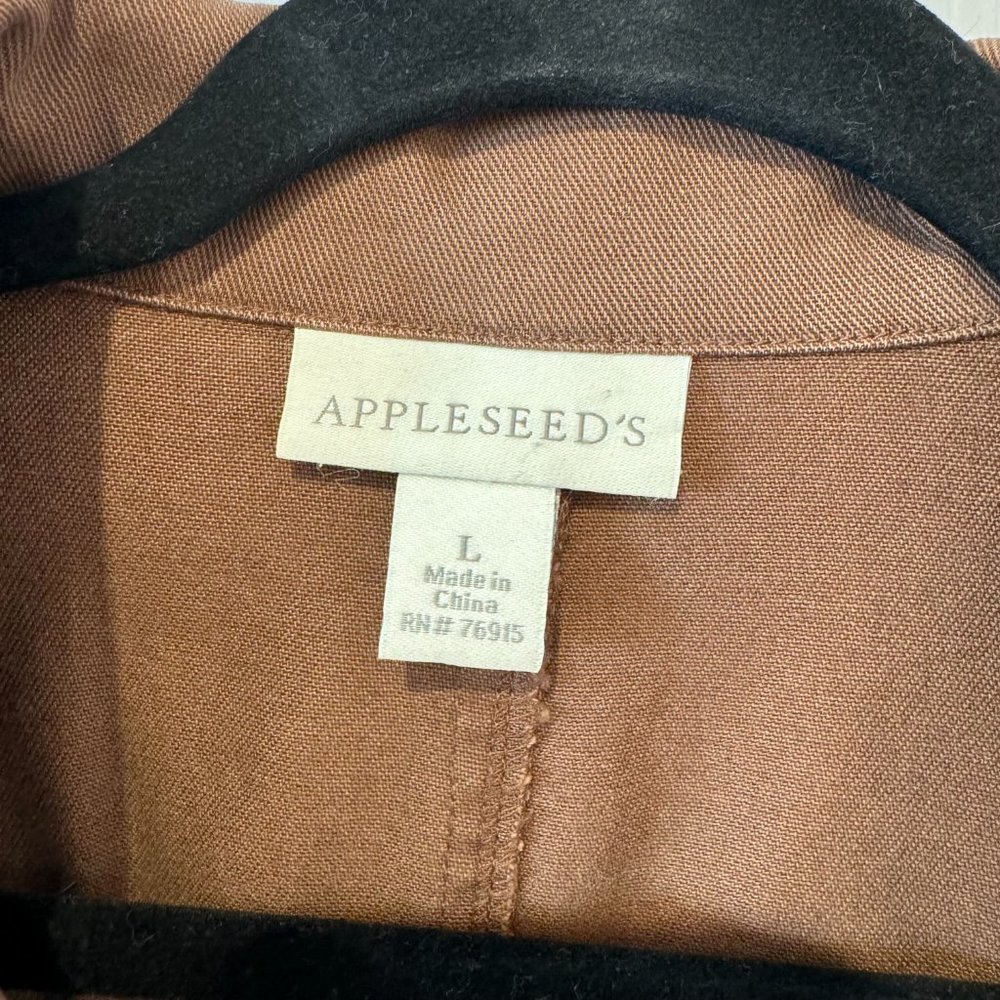 APPLESEED'S
L
Made in
China
RN# 76915